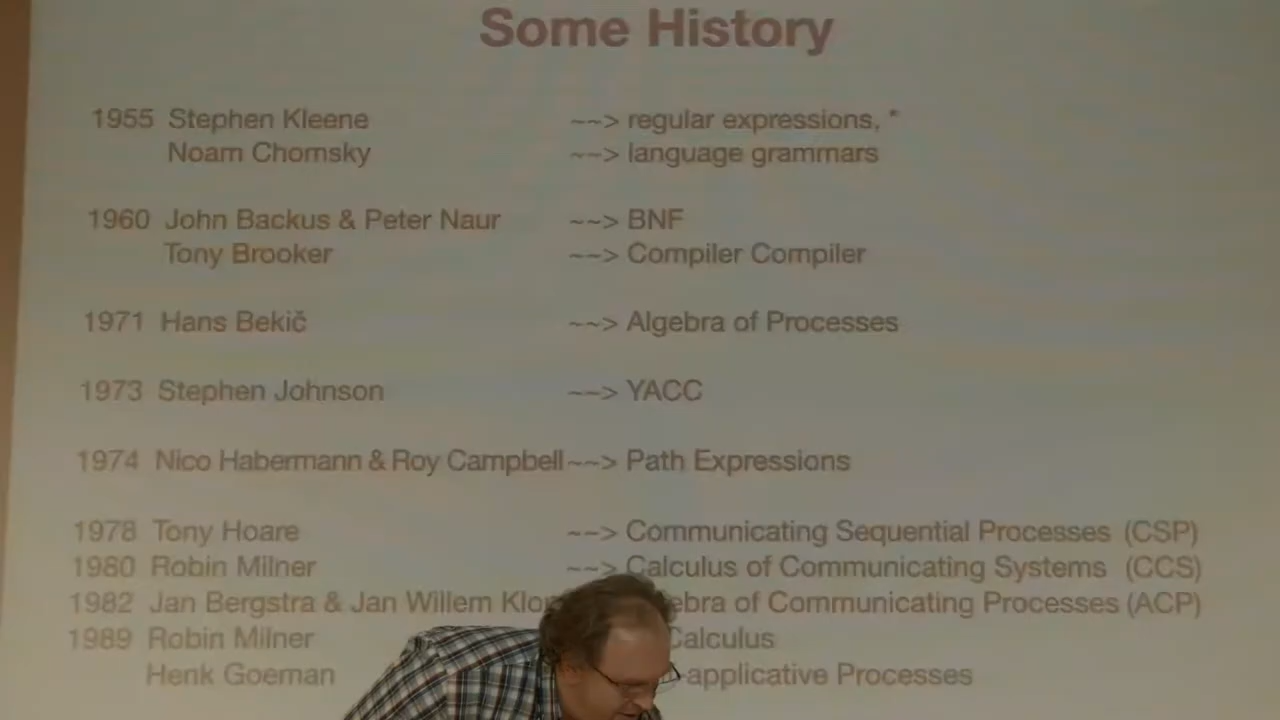 Some History
1955 Stephen Kleene ~~> regular expressions, *
Noam Chomsky ~~> language grammars
1960 John Backus & Peter Naur ~~> BNF
Tony Brooker ~~> Compiler Compiler
1971 Hans Bekič ~~> Algebra of Processes
1973 Stephen Johnson ~~> YACC
1974 Nico Habermann & Roy Campbell ~~> Path Expressions
1978 Tony Hoare ~~> Communicating Sequential Processes (CSP)
1980 Robin Milner ~~> Calculus of Communicating Systems (CCS)
1982 Jan Bergstra & Jan Willem of Communicating Processes (ACP)
1989 Robin Milner Calculus
Henk Goeman -applicative Processes